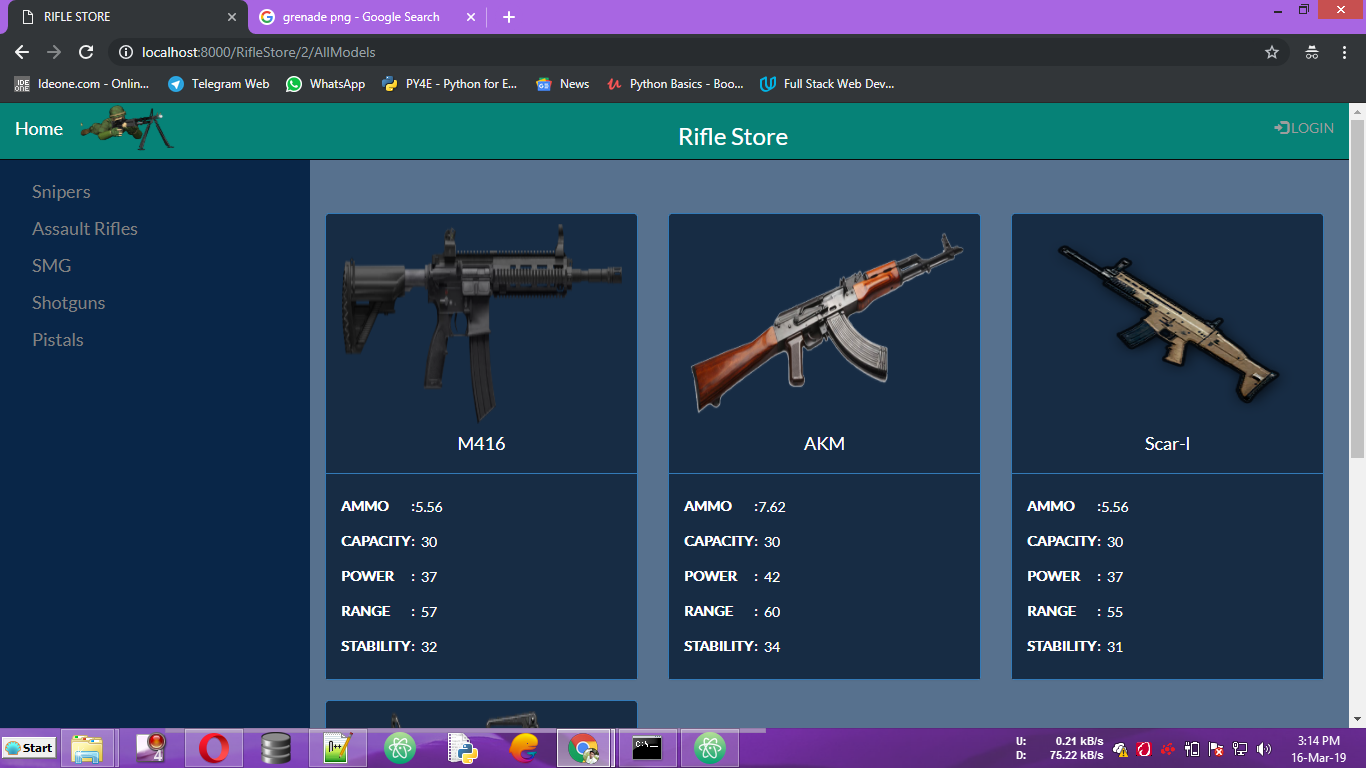 RIFLE STORE
grenade png - Google Search
localhost:8000/RifleStore/2/AllModels
IDE ONE
Ideone.com - Onlin...
Telegram Web
WhatsApp
PY4E - Python for E...
News
Python Basics - Boo...
Full Stack Web Dev...
Home
Rifle Store
LOGIN
Snipers
Assault Rifles
SMG
Shotguns
Pistals
M416
AKM
Scar-l
AMMO :5.56
CAPACITY: 30
POWER : 37
RANGE : 57
STABILITY: 32
AMMO :7.62
CAPACITY: 30
POWER : 42
RANGE : 60
STABILITY: 34
AMMO :5.56
CAPACITY: 30
POWER : 37
RANGE : 55
STABILITY: 31
Start
4
C:\_
U: 0.21 kB/s
D: 75.22 kB/s
3:14 PM
16-Mar-19